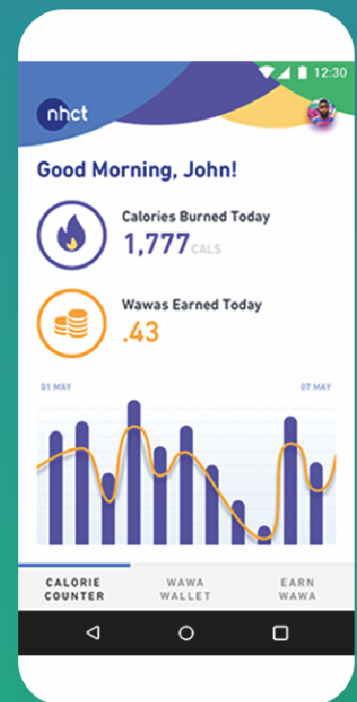 12:30
nhct
Good Morning, John!
Calories Burned Today
1,777 CALS
Wawas Earned Today
.43
01 MAY 07 MAY
CALORIE WAWA EARN
COUNTER WALLET WAWA